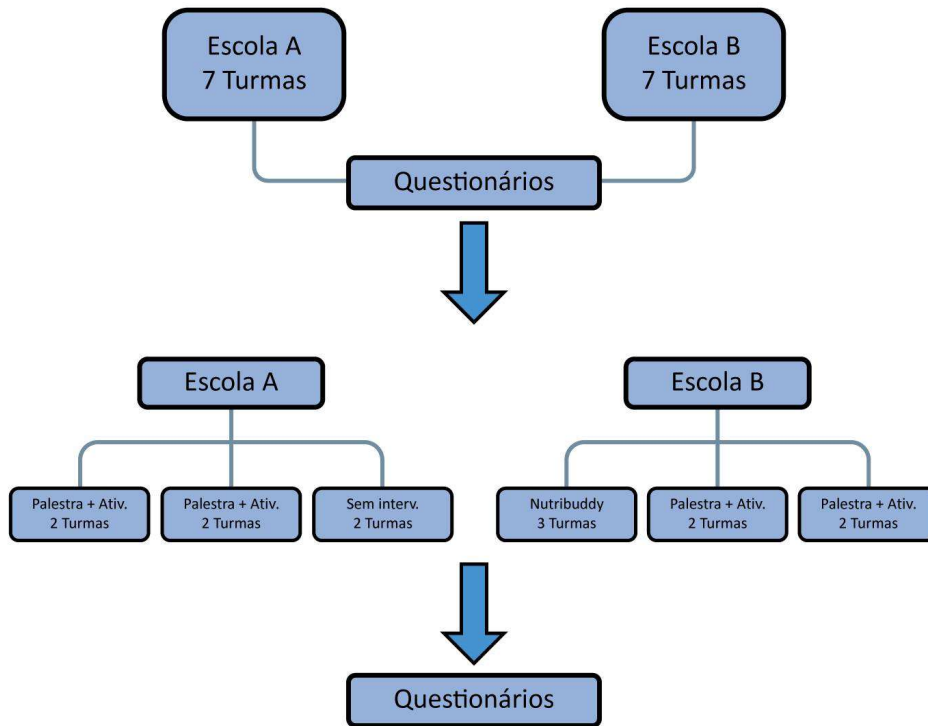 Escola A
7 Turmas
Escola B
7 Turmas
Questionários
Escola A
Escola B
Palestra + Ativ.
2 Turmas
Palestra + Ativ.
2 Turmas
Sem interv.
2 Turmas
Nutribuddy
3 Turmas
Palestra + Ativ.
2 Turmas
Palestra + Ativ.
2 Turmas
Questionários